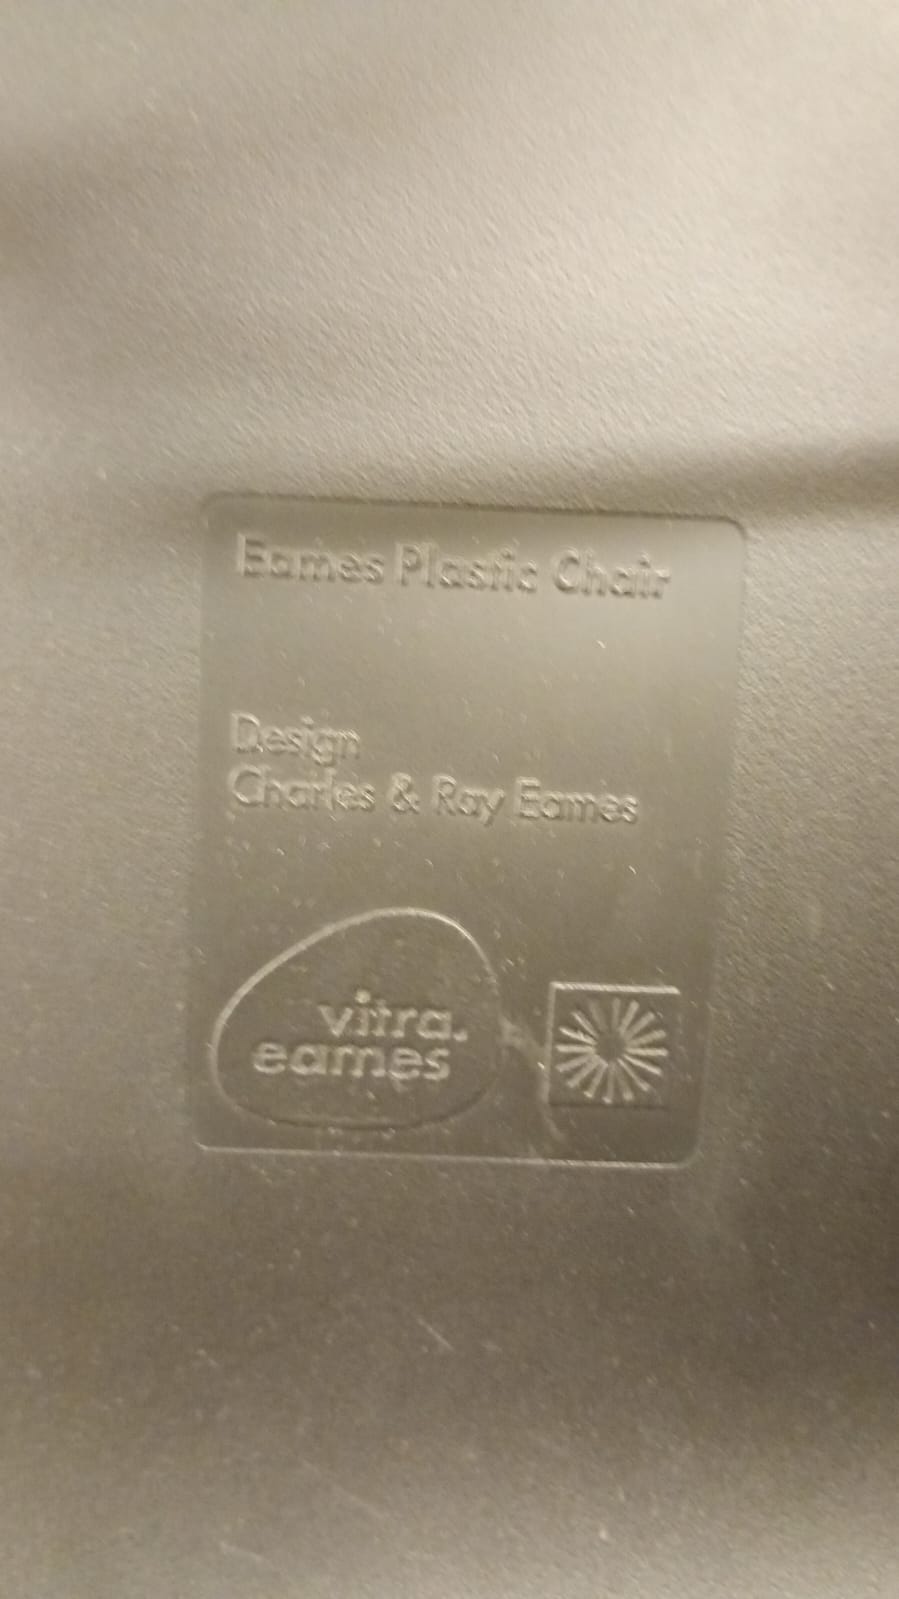 Eames Plastic Chair
Design
Charles & Ray Eames
vitra.
eames